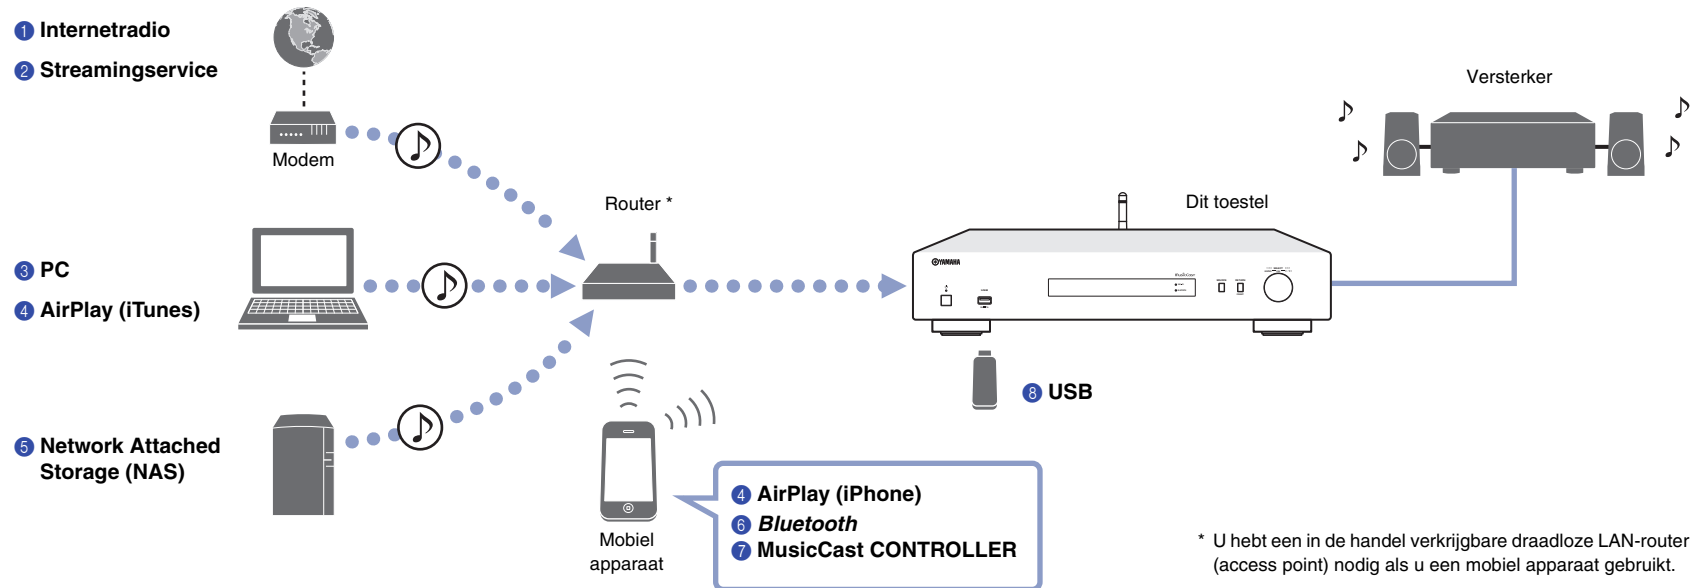 1 Internetradio
2 Streamingservice
Modem
3 PC
4 AirPlay (iTunes)
5 Network Attached
Storage (NAS)
Router *
Mobiel
apparaat
4 AirPlay (iPhone)
6 Bluetooth
7 MusicCast CONTROLLER
Dit toestel
YAMAHA
MusicCast
8 USB
Versterker
* U hebt een in de handel verkrijgbare draadloze LAN-router
(access point) nodig als u een mobiel apparaat gebruikt.